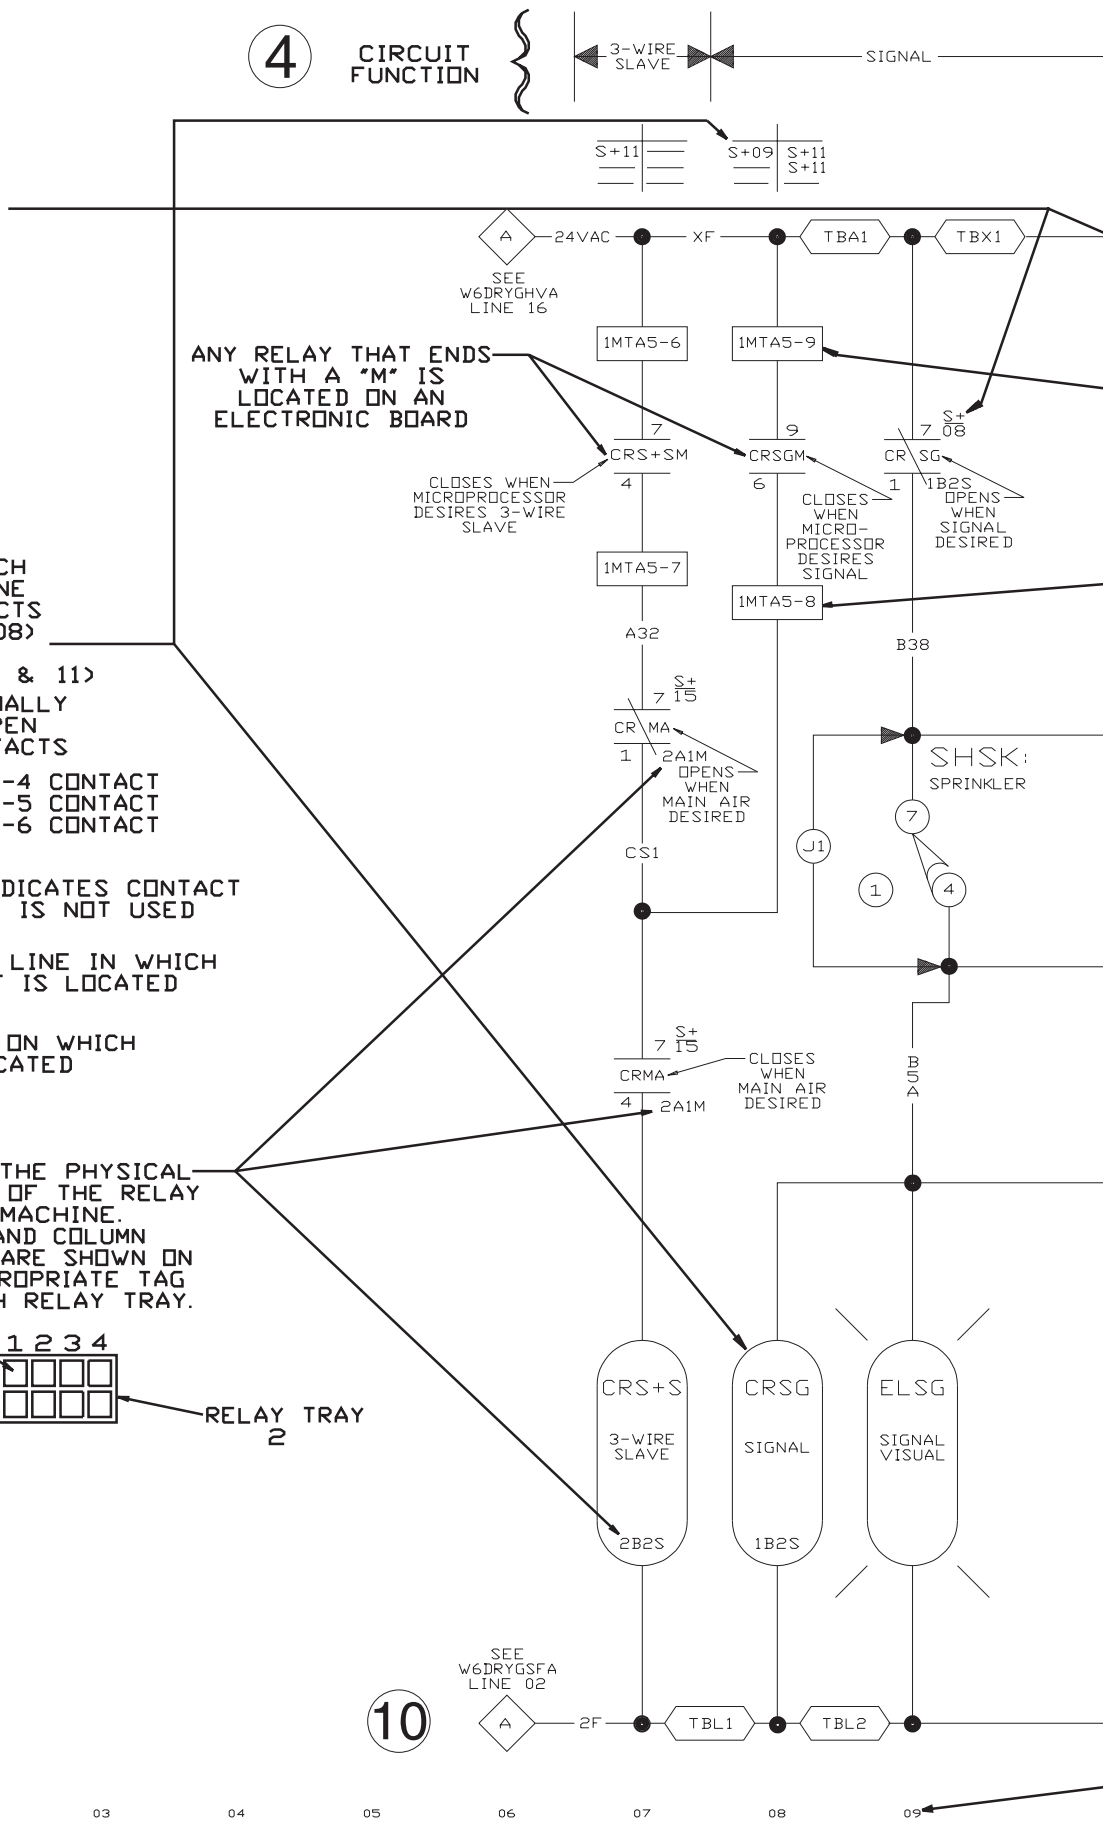 4
CIRCUIT
FUNCTION
3-WIRE
SLAVE
SIGNAL
S+11
S+09 S+11
S+11
A
24VAC
XF
TBA1
TBX1
SEE
W6DRYGHVA
LINE 16
1MTA5-6
1MTA5-9
ANY RELAY THAT ENDS
WITH A "M" IS
LOCATED ON AN
ELECTRONIC BOARD
7
CRS+SM
4
9
CRSGM
6
7 S+
08
CR SG
1 1B2S
CLOSES WHEN
MICROPROCESSOR
DESIRES 3-WIRE
SLAVE
CLOSES
WHEN
MICRO-
PROCESSOR
DESIRES
SIGNAL
OPENS
WHEN
SIGNAL
DESIRED
1MTA5-7
1MTA5-8
CH
NE
CTS
08)
A32
B38
& 11)
ALLY
PEN
TACTS
7 S+
15
CR MA
1 2A1M
OPENS
WHEN
MAIN AIR
DESIRED
SHSK:
SPRINKLER
-4 CONTACT
-5 CONTACT
-6 CONTACT
7
J1
1
4
CS1
DICATES CONTACT
IS NOT USED
LINE IN WHICH
T IS LOCATED
ON WHICH
CATED
7 S+
15
CRMA
4 2A1M
CLOSES
WHEN
MAIN AIR
DESIRED
B
5
A
THE PHYSICAL
OF THE RELAY
MACHINE.
AND COLUMN
ARE SHOWN ON
ROPRIATE TAG
H RELAY TRAY.
1 2 3 4
RELAY TRAY
2
CRS+S
3-WIRE
SLAVE
2B2S
CRSG
SIGNAL
1B2S
ELSG
SIGNAL
VISUAL
SEE
W6DRYGSFA
LINE 02
10
A
2F
TBL1
TBL2
03 04 05 06 07 08 09